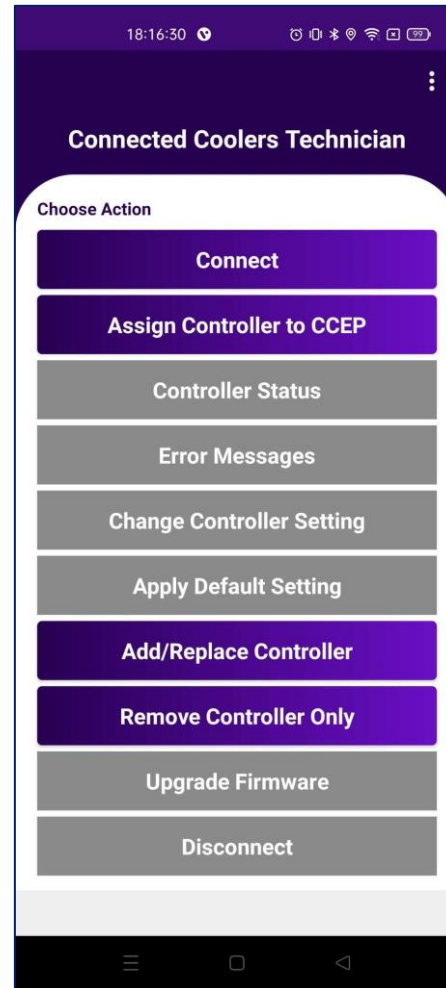 18:16:30 99
Connected Coolers Technician
Choose Action
Connect
Assign Controller to CCEP
Controller Status
Error Messages
Change Controller Setting
Apply Default Setting
Add/Replace Controller
Remove Controller Only
Upgrade Firmware
Disconnect